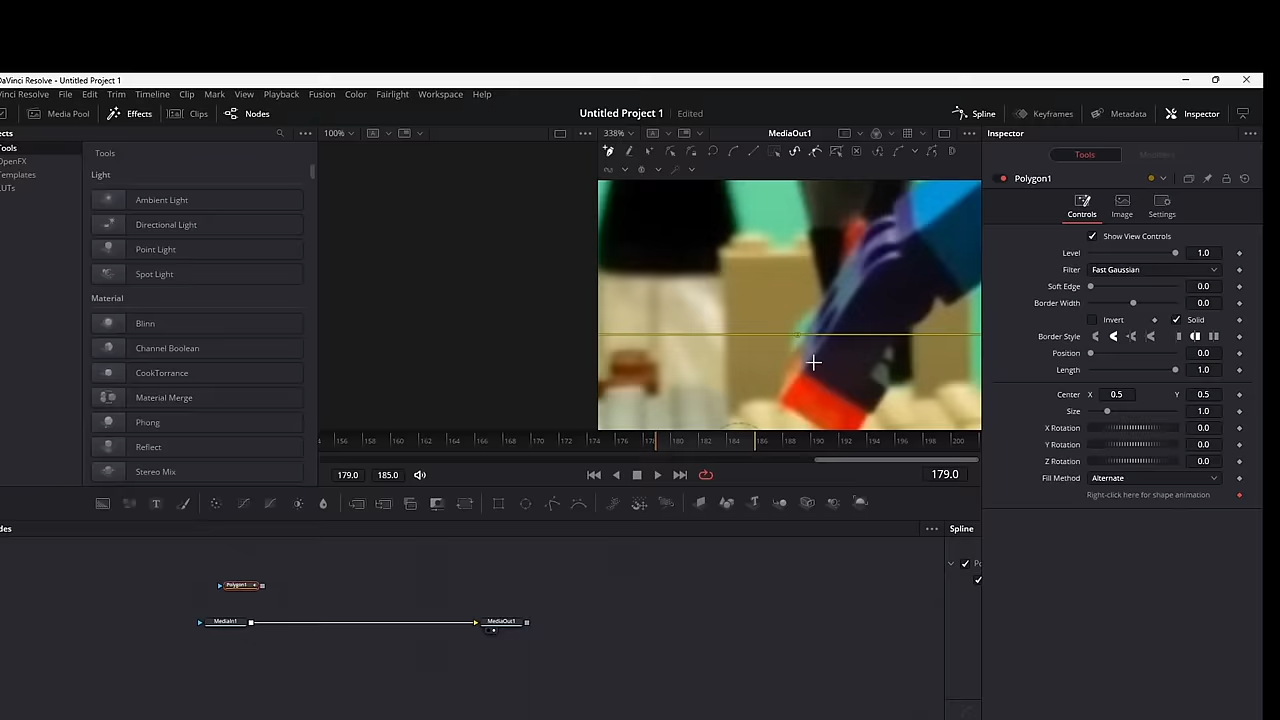 DaVinci Resolve - Untitled Project 1
Vinci Resolve File Edit Trim Timeline Clip Mark View Playback Fusion Color Fairlight Workspace Help
Media Pool Effects Clips Nodes Untitled Project 1 Edited Spline Keyframes Metadata Inspector
ects 100% 338% MediaOut1 Inspector
Tools Tools Tools Modifiers
OpenFX
Templates
LUTs
Light
Polygon1
Ambient Light
Directional Light
Point Light
Spot Light
Material
Blinn
Channel Boolean
CookTorrance
Material Merge
Phong
Reflect
Stereo Mix
Controls Image Settings
Show View Controls
Level 1.0
Filter Fast Gaussian
Soft Edge 0.0
Border Width 0.0
Invert Solid
Border Style
Position 0.0
Length 1.0
Center X 0.5 Y 0.5
Size 1.0
X Rotation 0.0
Y Rotation 0.0
Z Rotation 0.0
Fill Method Alternate
Right-click here for shape animation
156 158 160 162 164 166 168 170 172 174 176 178 180 182 184 186 188 190 192 194 196 198 200
179.0 185.0 179.0
T
des Spline
Polygon1
MediaIn1 MediaOut1
Po